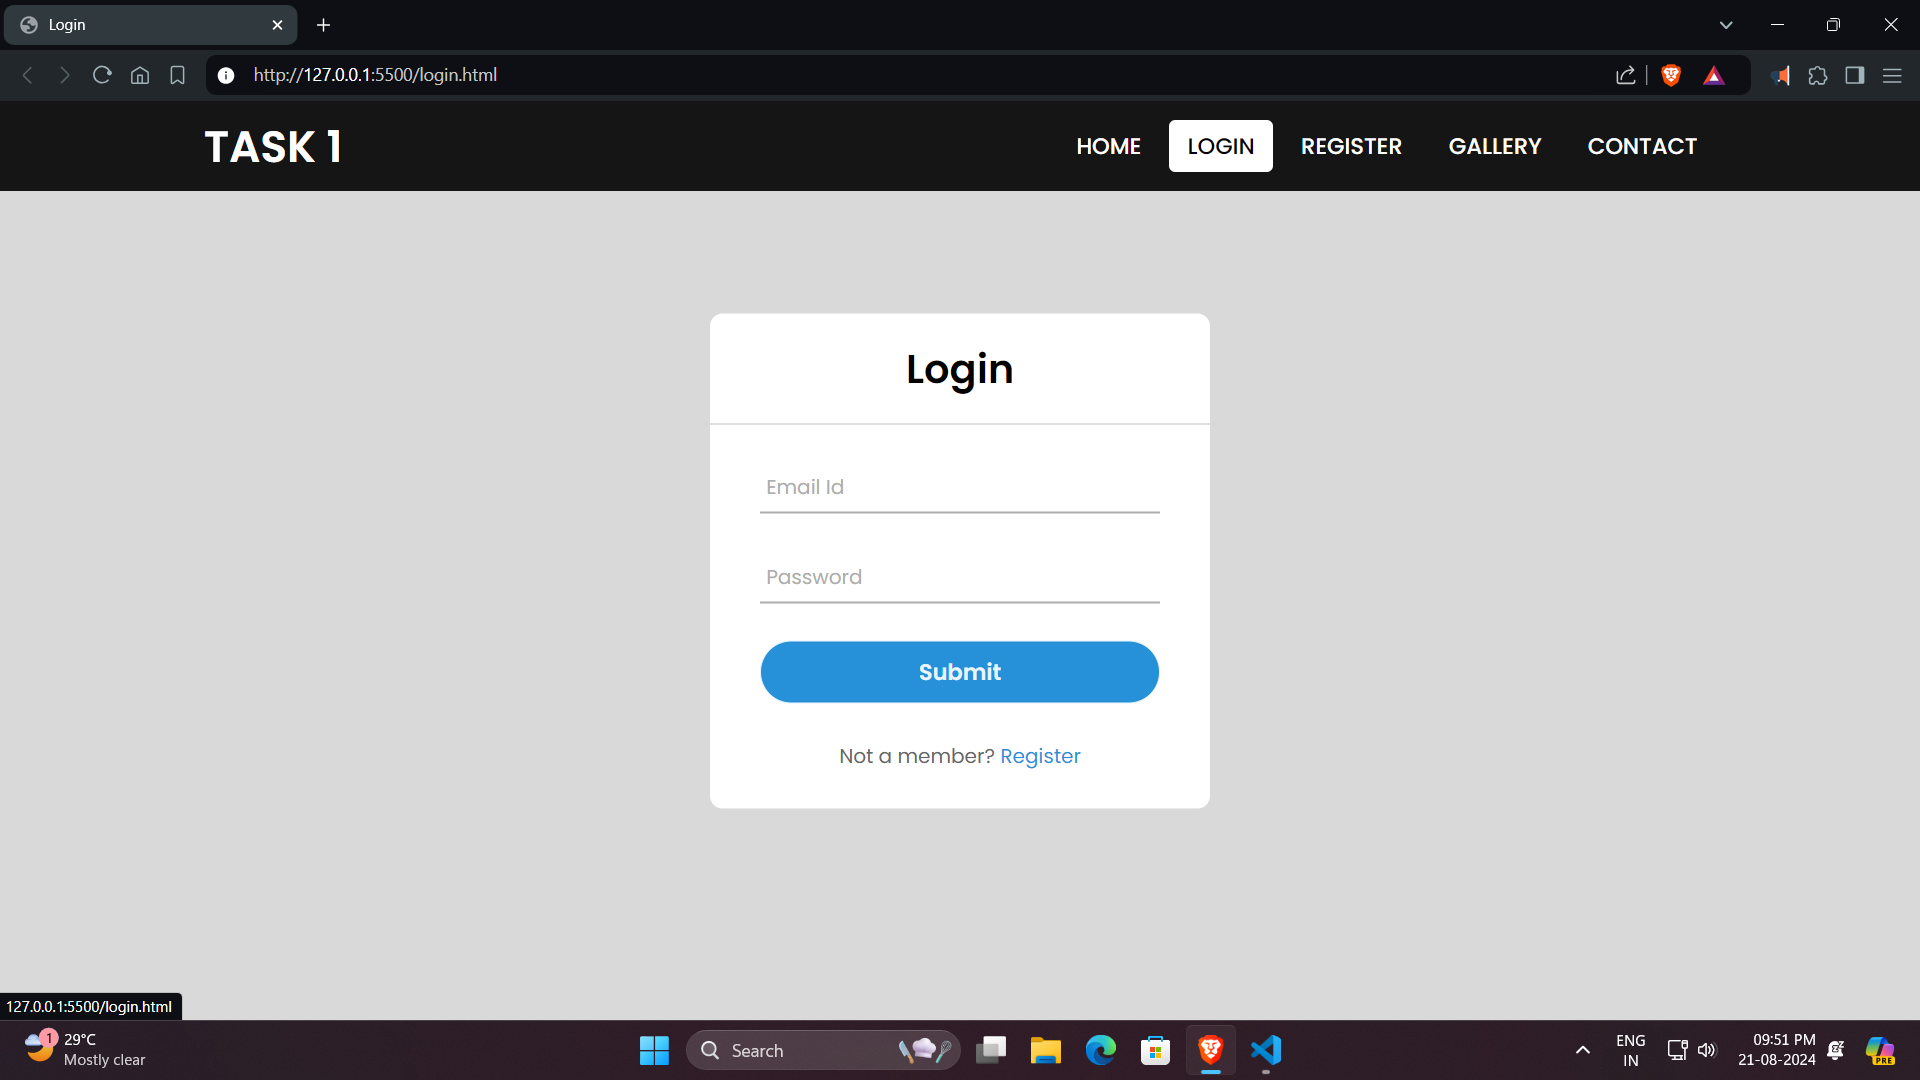 Login
http://127.0.0.1:5500/login.html
TASK 1
HOME LOGIN REGISTER GALLERY CONTACT
Login
Email Id
Password
Submit
Not a member? Register
127.0.0.1:5500/login.html
1
29°C
Mostly clear
Search
ENG
IN
09:51 PM
21-08-2024
PRE